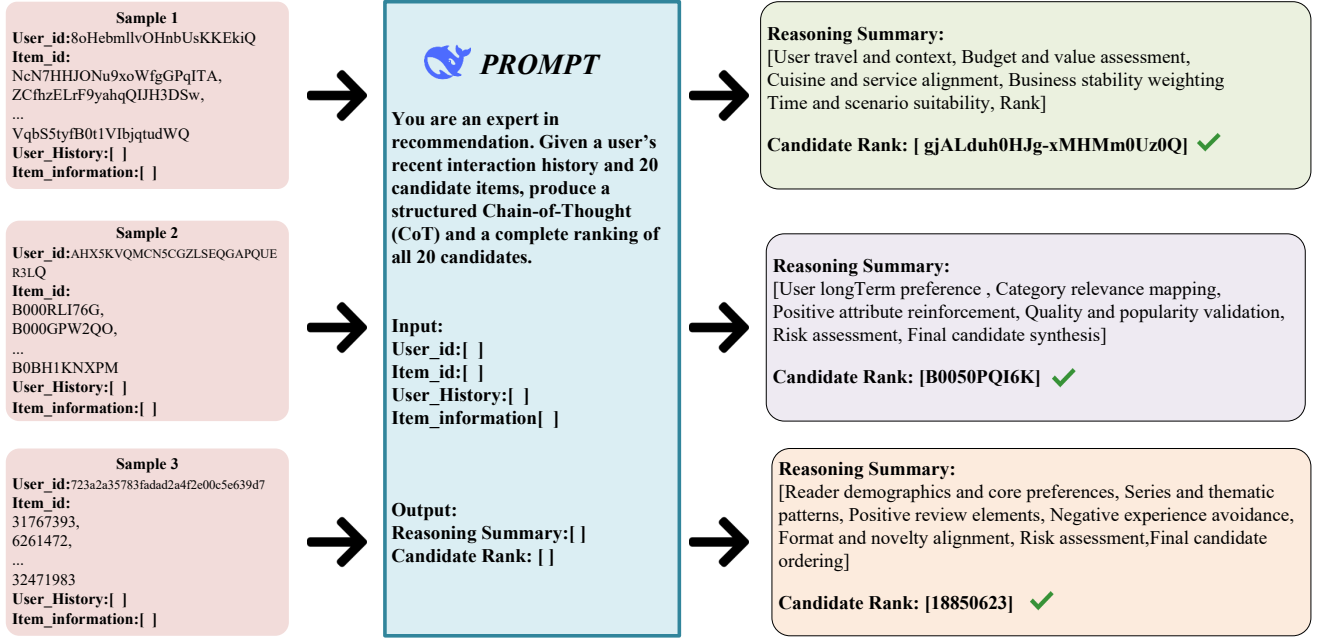 Sample 1
User_id:8oHebmllvOHnbUsKKEkiQ
Item_id:
NcN7HHJONu9xoWfgGPqITA,
ZCfhzELrF9yahqQIJH3DSw,
...
VqbS5tyfB0t1VIbjqtudWQ
User_History:[ ]
Item_information:[ ]
Sample 2
User_id:AHX5KVQMCN5CGZLSEQGAPQUE
R3LQ
Item_id:
B000RLI76G,
B000GPW2QO,
...
B0BH1KNXPM
User_History:[ ]
Item_information:[ ]
Sample 3
User_id:723a2a35783fadad2a4f2e00c5e639d7
Item_id:
31767393,
6261472,
...
32471983
User_History:[ ]
Item_information:[ ]
PROMPT
You are an expert in
recommendation. Given a user's
recent interaction history and 20
candidate items, produce a
structured Chain-of-Thought
(CoT) and a complete ranking of
all 20 candidates.
Input:
User_id:[ ]
Item_id:[ ]
User_History:[ ]
Item_information[ ]
Output:
Reasoning Summary:[ ]
Candidate Rank: [ ]
Reasoning Summary:
[User travel and context, Budget and value assessment,
Cuisine and service alignment, Business stability weighting
Time and scenario suitability, Rank]
Candidate Rank: [ gjALduh0HJg-xMHMm0Uz0Q]
Reasoning Summary:
[User longTerm preference , Category relevance mapping,
Positive attribute reinforcement, Quality and popularity validation,
Risk assessment, Final candidate synthesis]
Candidate Rank: [B0050PQI6K]
Reasoning Summary:
[Reader demographics and core preferences, Series and thematic
patterns, Positive review elements, Negative experience avoidance,
Format and novelty alignment, Risk assessment,Final candidate
ordering]
Candidate Rank: [18850623]